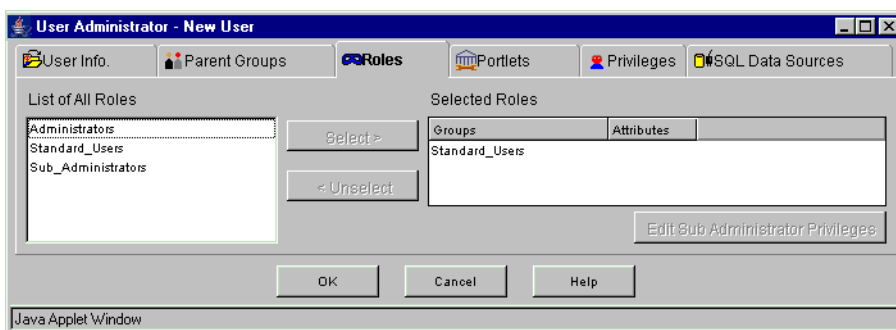 User Administrator - New User
User Info.
Parent Groups
Roles
Portlets
Privileges
SQL Data Sources
List of All Roles
Administrators
Standard_Users
Sub_Administrators
Select >
< Unselect
Selected Roles
Groups Attributes
Standard_Users
Edit Sub Administrator Privileges
OK
Cancel
Help
Java Applet Window